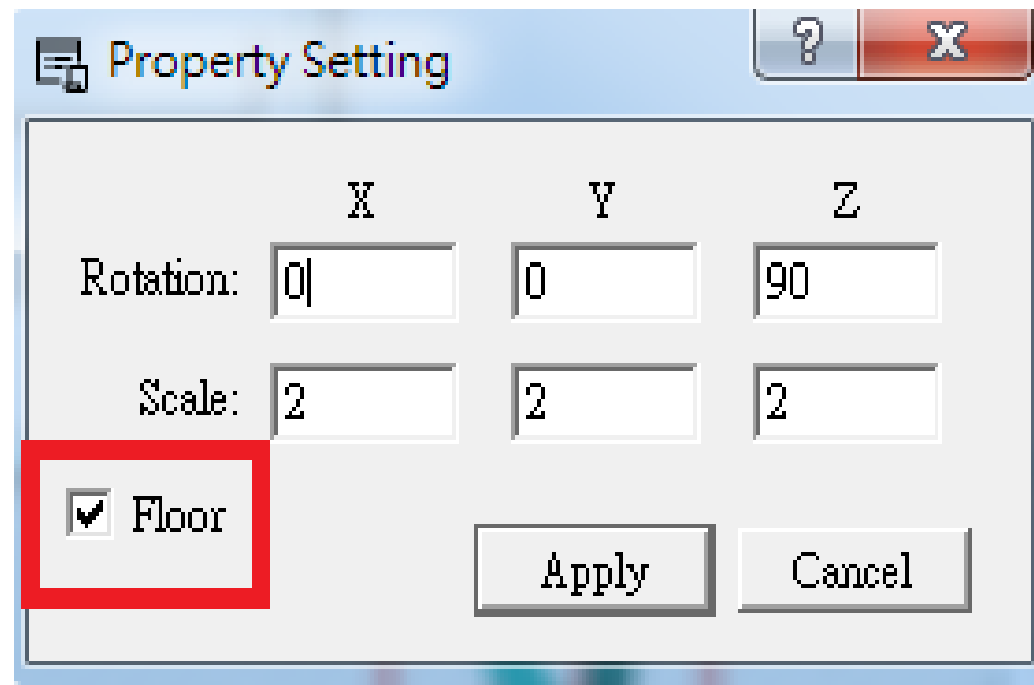 Property Setting
X Y Z
Rotation: 0 0 90
Scale: 2 2 2
Floor
Apply Cancel